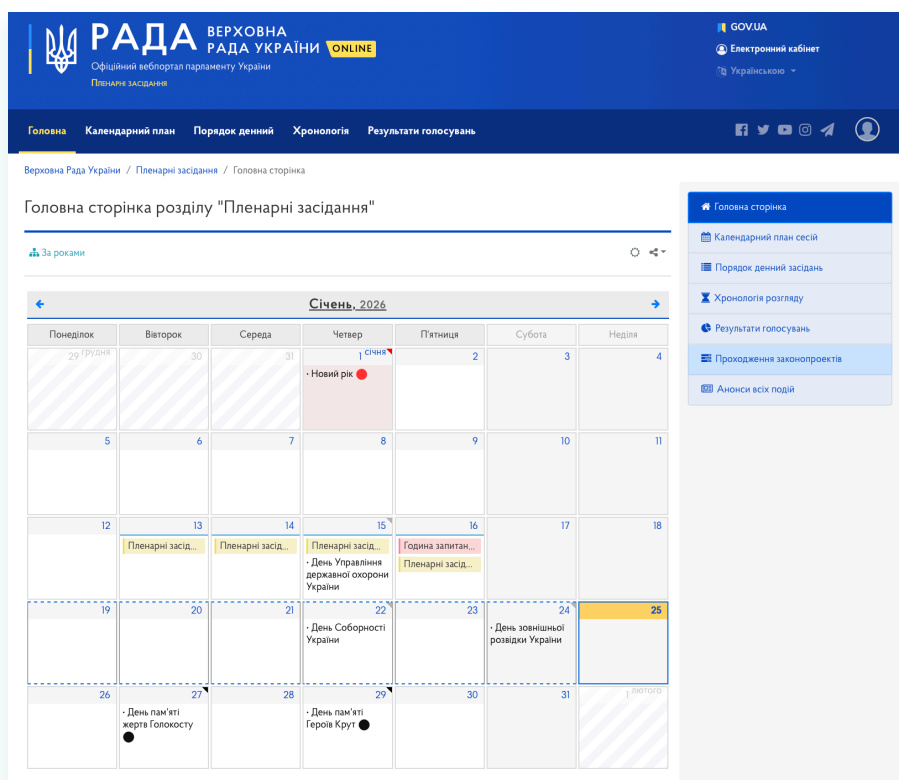 РАДА ВЕРХОВНА
РАДА УКРАЇНИ ONLINE
Офіційний вебпортал парламенту України
Пленарні засідання
GOV.UA
Електронний кабінет
Українською
Головна Календарний план Порядок денний Хронологія Результати голосувань
Верховна Рада України / Пленарні засідання / Головна сторінка
Головна сторінка розділу "Пленарні засідання"
За роками
Січень, 2026
Понеділок Вівторок Середа Четвер П'ятниця Субота Неділя
29 грудня 30 31 1 січня 2 3 4
· Новий рік
5 6 7 8 9 10 11
12 13 14 15 16 17 18
Пленарні засід... Пленарні засід... Пленарні засід... Година запитан...
· День Управління
державної охорони
України
Пленарні засід...
19 20 21 22 23 24 25
· День Соборності
України
· День зовнішньої
розвідки України
26 27 28 29 30 31 1 лютого
· День пам'яті
жертв Голокосту
· День пам'яті
Героїв Крут
Головна сторінка
Календарний план сесій
Порядок денний засідань
Хронологія розгляду
Результати голосувань
Проходження законопроектів
Анонси всіх подій